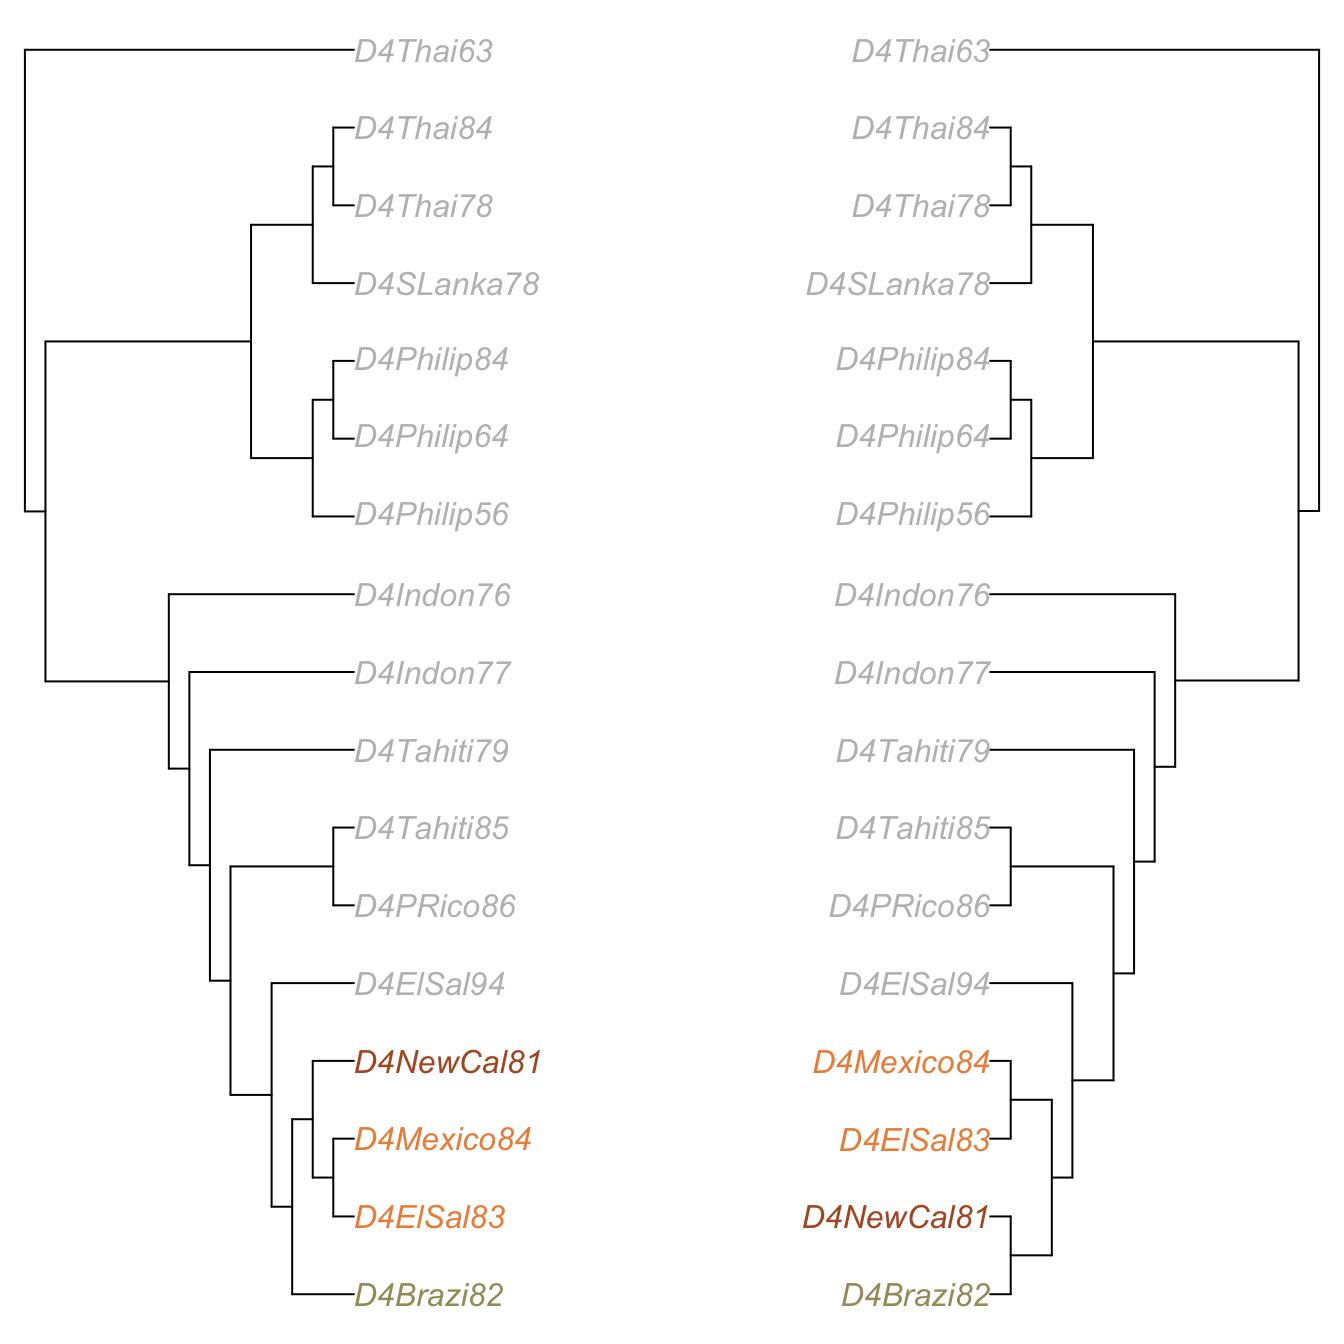 D4Thai63 D4Thai63
D4Thai84 D4Thai84
D4Thai78 D4Thai78
D4SLanka78 D4SLanka78
D4Philip84 D4Philip84
D4Philip64 D4Philip64
D4Philip56 D4Philip56
D4Indon76 D4Indon76
D4Indon77 D4Indon77
D4Tahiti79 D4Tahiti79
D4Tahiti85 D4Tahiti85
D4PRico86 D4PRico86
D4ElSal94 D4ElSal94
D4NewCal81 D4Mexico84
D4Mexico84 D4ElSal83
D4ElSal83 D4NewCal81
D4Brazi82 D4Brazi82